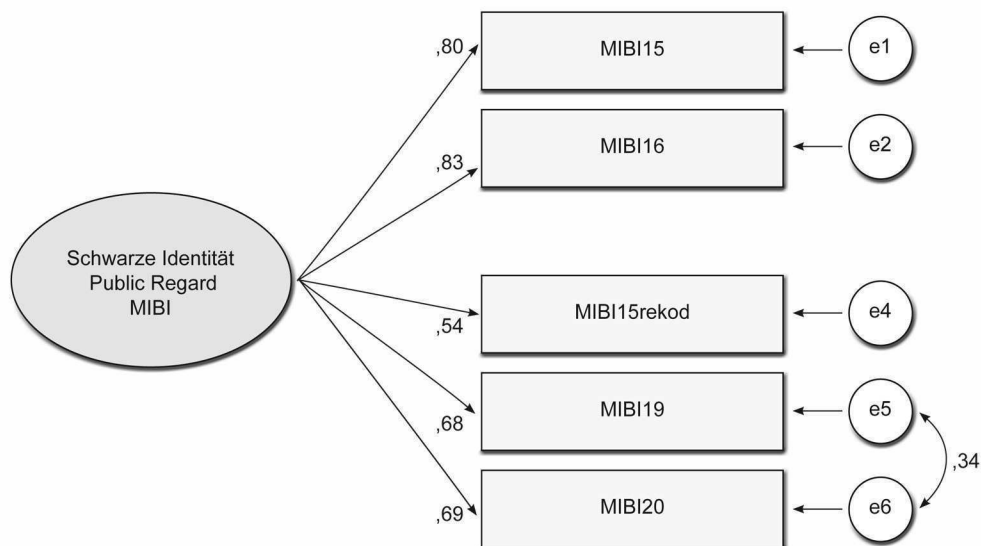 ,80
MIBI15
e1
,83
MIBI16
e2
Schwarze Identität
Public Regard
MIBI
,54
MIBI15rekod
e4
,68
MIBI19
e5
,34
,69
MIBI20
e6